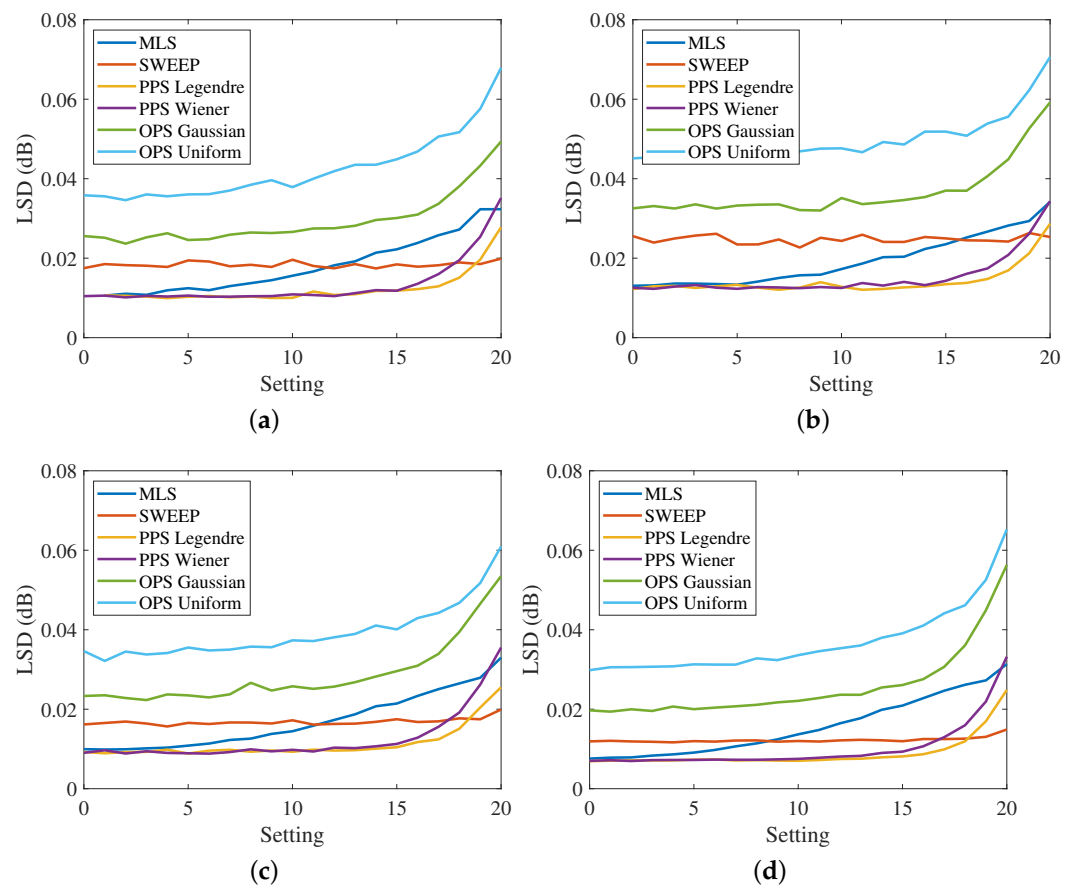 0.08
0.06
0.04
0.02
0
LSD (dB)
MLS
SWEEP
PPS Legendre
PPS Wiener
OPS Gaussian
OPS Uniform
0 5 10 15 20
Setting
(a)
0.08
0.06
0.04
0.02
0
LSD (dB)
MLS
SWEEP
PPS Legendre
PPS Wiener
OPS Gaussian
OPS Uniform
0 5 10 15 20
Setting
(b)
0.08
0.06
0.04
0.02
0
LSD (dB)
MLS
SWEEP
PPS Legendre
PPS Wiener
OPS Gaussian
OPS Uniform
0 5 10 15 20
Setting
(c)
0.08
0.06
0.04
0.02
0
LSD (dB)
MLS
SWEEP
PPS Legendre
PPS Wiener
OPS Gaussian
OPS Uniform
0 5 10 15 20
Setting
(d)